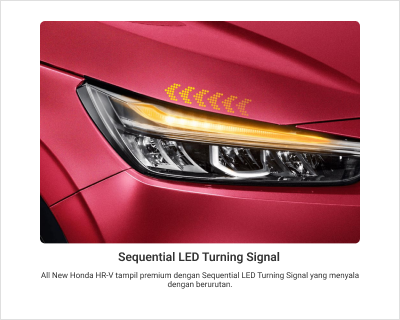 Sequential LED Turning Signal
All New Honda HR-V tampil premium dengan Sequential LED Turning Signal yang menyala
dengan berurutan.